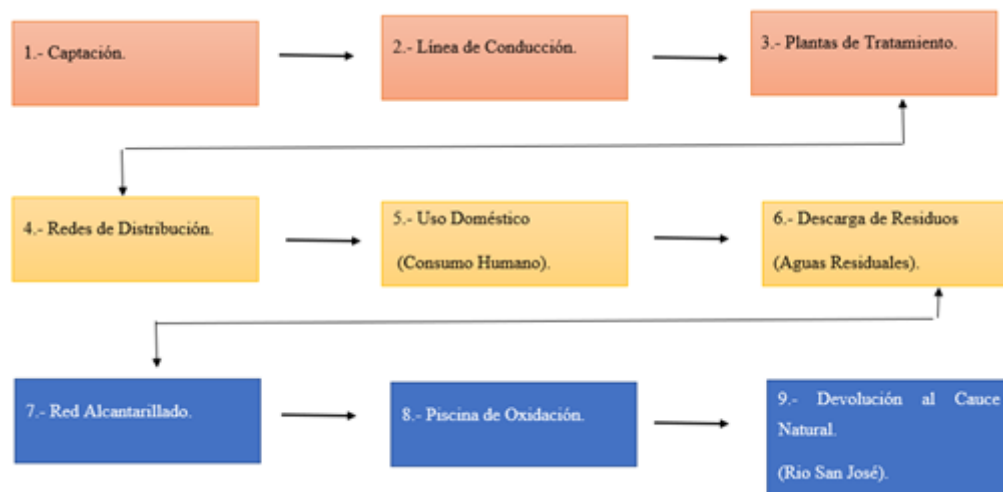 1.- Captación.
2.- Línea de Conducción.
3.- Plantas de Tratamiento.
4.- Redes de Distribución.
5.- Uso Doméstico
(Consumo Humano).
6.- Descarga de Residuos
(Aguas Residuales).
7.- Red Alcantarillado.
8.- Piscina de Oxidación.
9.- Devolución al Cauce
Natural.
(Rio San José).